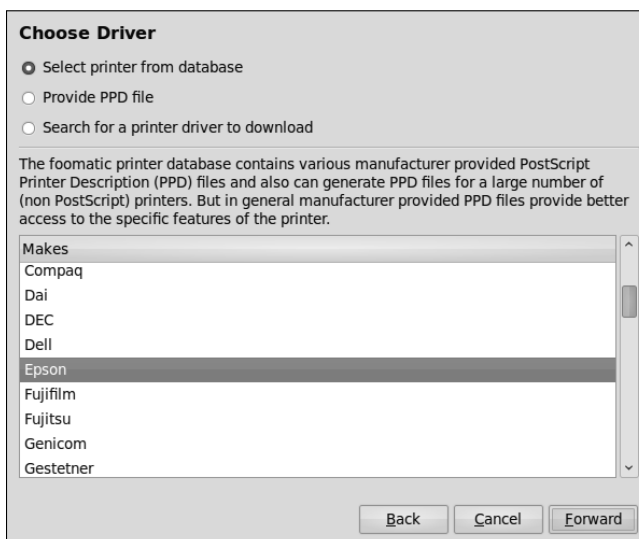 Choose Driver
Select printer from database
Provide PPD file
Search for a printer driver to download
The foomatic printer database contains various manufacturer provided PostScript
Printer Description (PPD) files and also can generate PPD files for a large number of
(non PostScript) printers. But in general manufacturer provided PPD files provide better
access to the specific features of the printer.
Makes
Compaq
Dai
DEC
Dell
Epson
Fujifilm
Fujitsu
Genicom
Gestetner
Back
Cancel
Forward